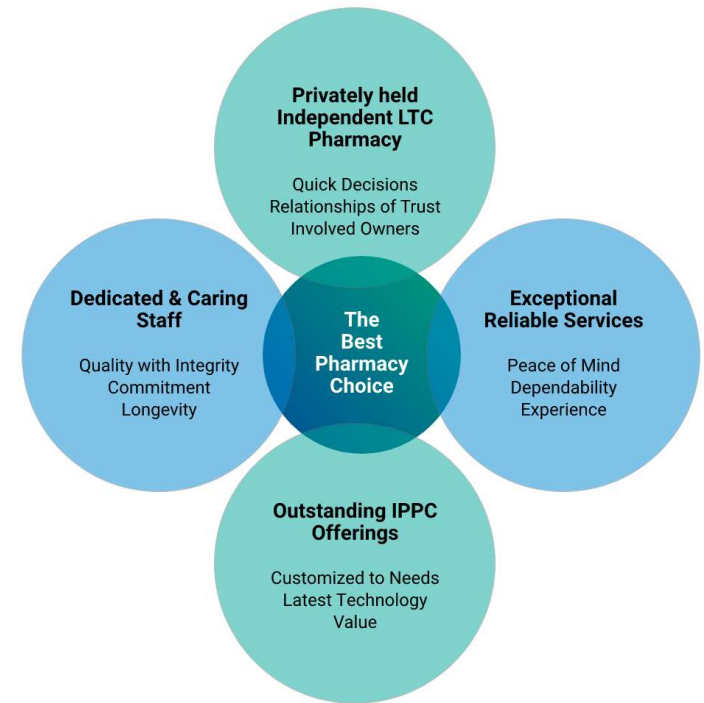 Privately held
Independent LTC
Pharmacy
Quick Decisions
Relationships of Trust
Involved Owners
Dedicated & Caring
Staff
Quality with Integrity
Commitment
Longevity
The
Best
Pharmacy
Choice
Exceptional
Reliable Services
Peace of Mind
Dependability
Experience
Outstanding IPPC
Offerings
Customized to Needs
Latest Technology
Value